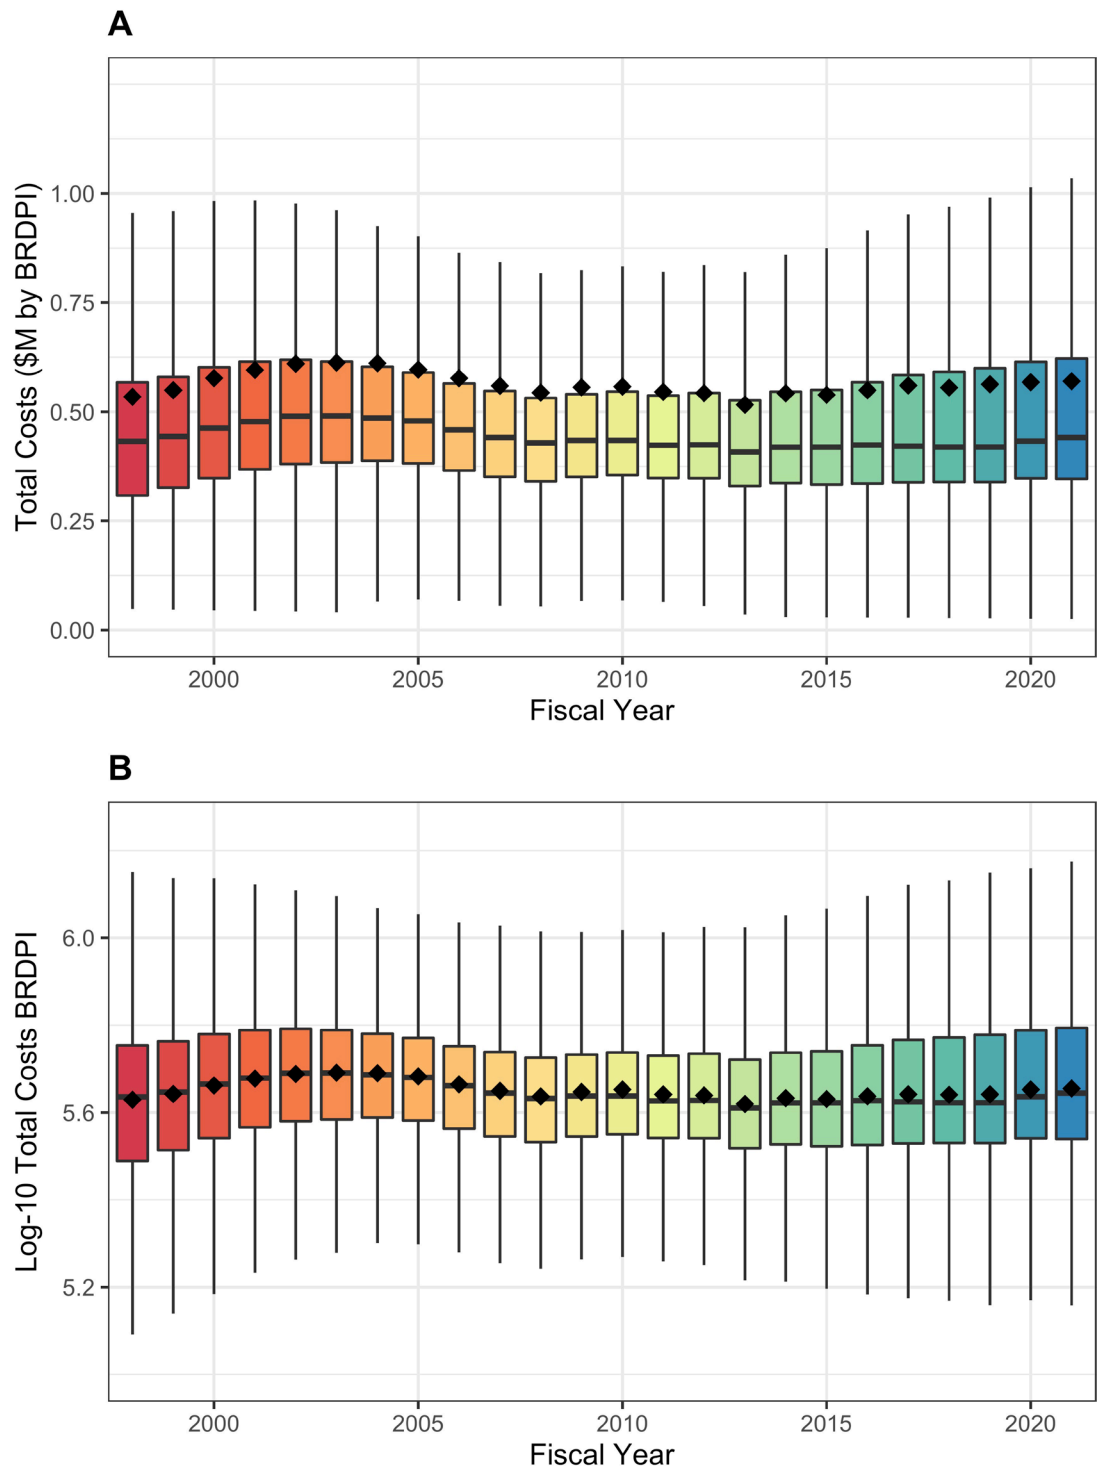 A
Total Costs ($M by BRDPI)
1.00
0.75
0.50
0.25
0.00
2000 2005 2010 2015 2020
Fiscal Year
B
Log-10 Total Costs BRDPI
6.0
5.6
5.2
2000 2005 2010 2015 2020
Fiscal Year